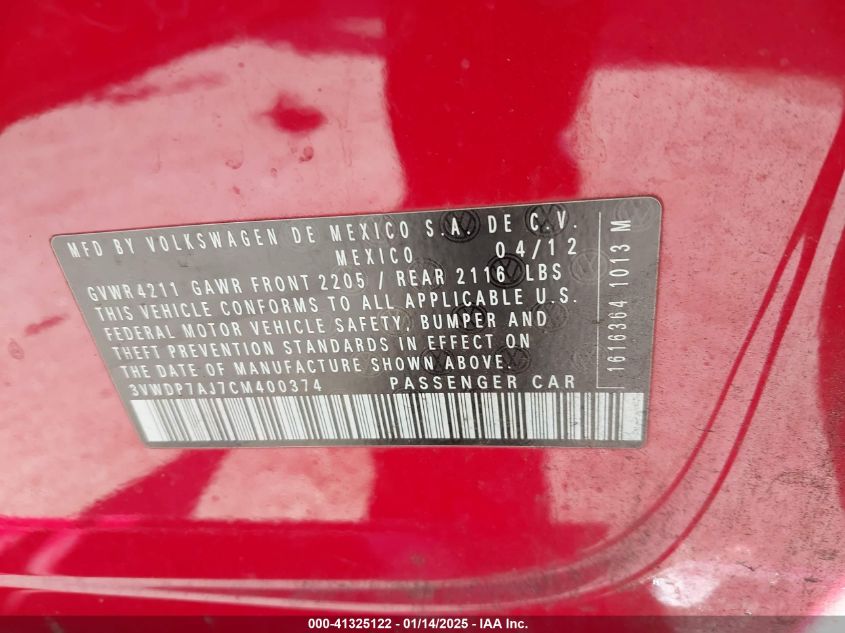 MFD BY VOLKSWAGEN DE MEXICO S.A. DE C.V.
MEXICO 04/12
GVWR 4211 GAWR FRONT 2205 / REAR 2116 LBS
THIS VEHICLE CONFORMS TO ALL APPLICABLE U.S.
FEDERAL MOTOR VEHICLE SAFETY, BUMPER AND
THEFT PREVENTION STANDARDS IN EFFECT ON
THE DATE OF MANUFACTURE SHOWN ABOVE.
3VWDP7AJ7CM400374 PASSENGER CAR
1616364 1013 M
000-41325122 - 01/14/2025 - IAA Inc.